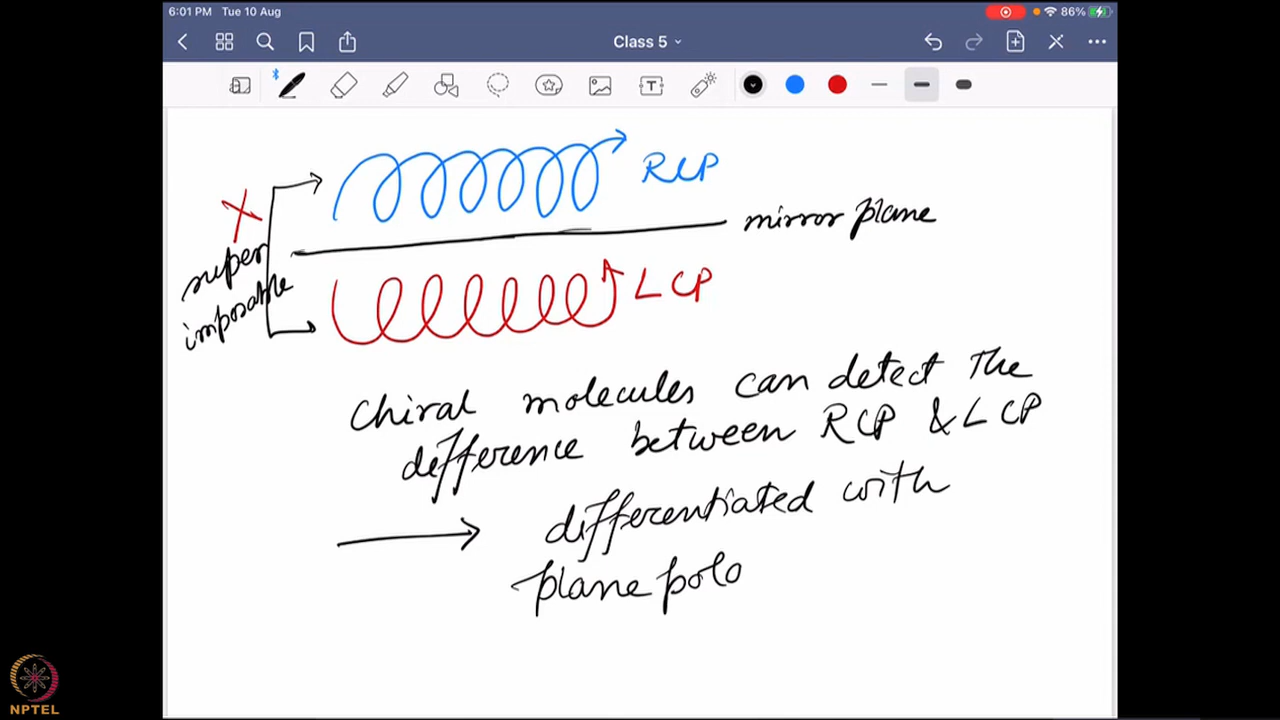 6:01 PM Tue 10 Aug
86%
Class 5
T
RCP
mirror plane
X
super
imposable
LCP
Chiral molecules can detect the
difference between RCP & LCP
differentiated with
plane pola
NPTEL